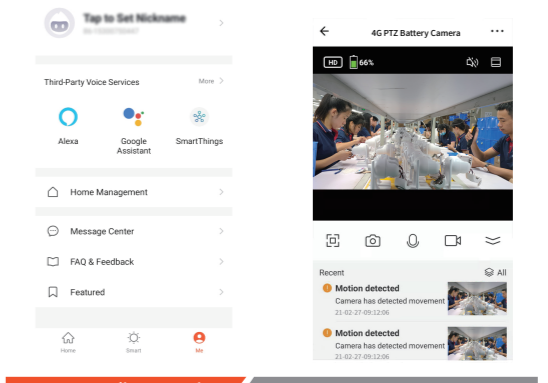 Tap to Set Nickname
Third-Party Voice Services
More
Alexa
Google
Assistant
SmartThings
Home Management
Message Center
FAQ & Feedback
Featured
Home
Smart
Me
4G PTZ Battery Camera
HD
66%
Recent
All
Motion detected
Camera has detected movement
21-02-27-09:12:06
Motion detected
Camera has detected movement
21-02-27-09:12:06